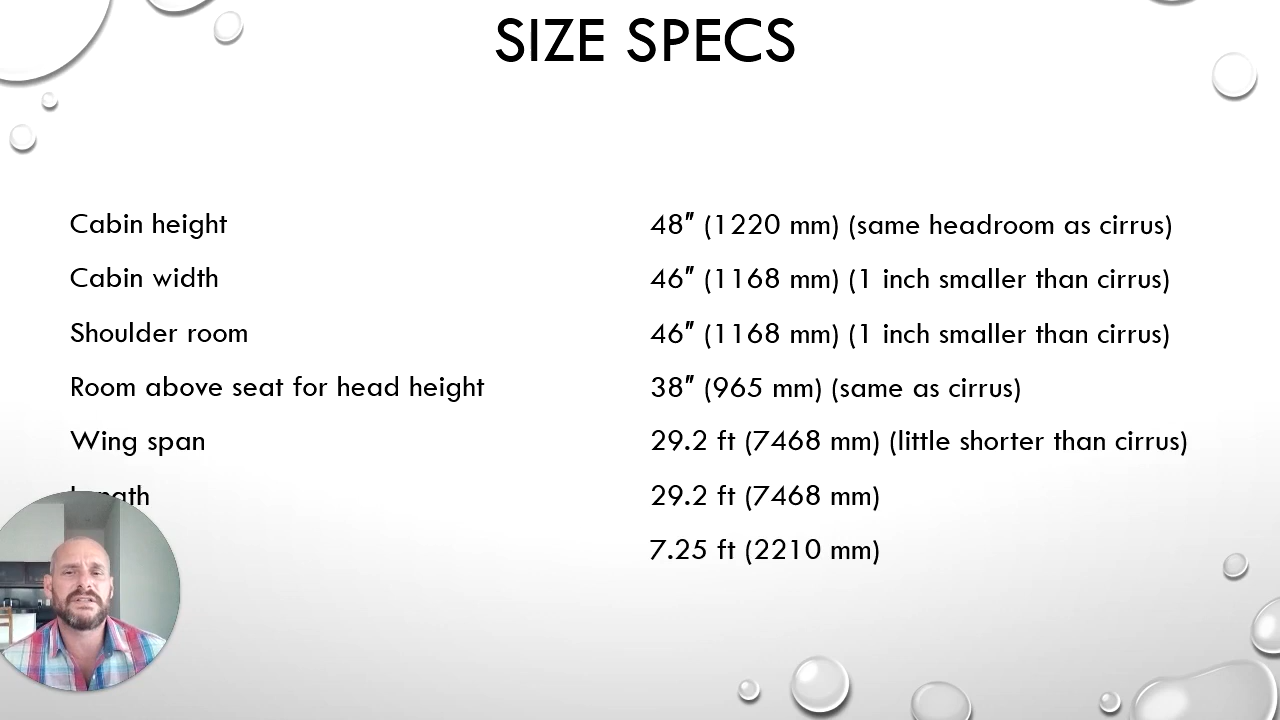 SIZE SPECS
Cabin height 48" (1220 mm) (same headroom as cirrus)
Cabin width 46" (1168 mm) (1 inch smaller than cirrus)
Shoulder room 46" (1168 mm) (1 inch smaller than cirrus)
Room above seat for head height 38" (965 mm) (same as cirrus)
Wing span 29.2 ft (7468 mm) (little shorter than cirrus)
29.2 ft (7468 mm)
7.25 ft (2210 mm)